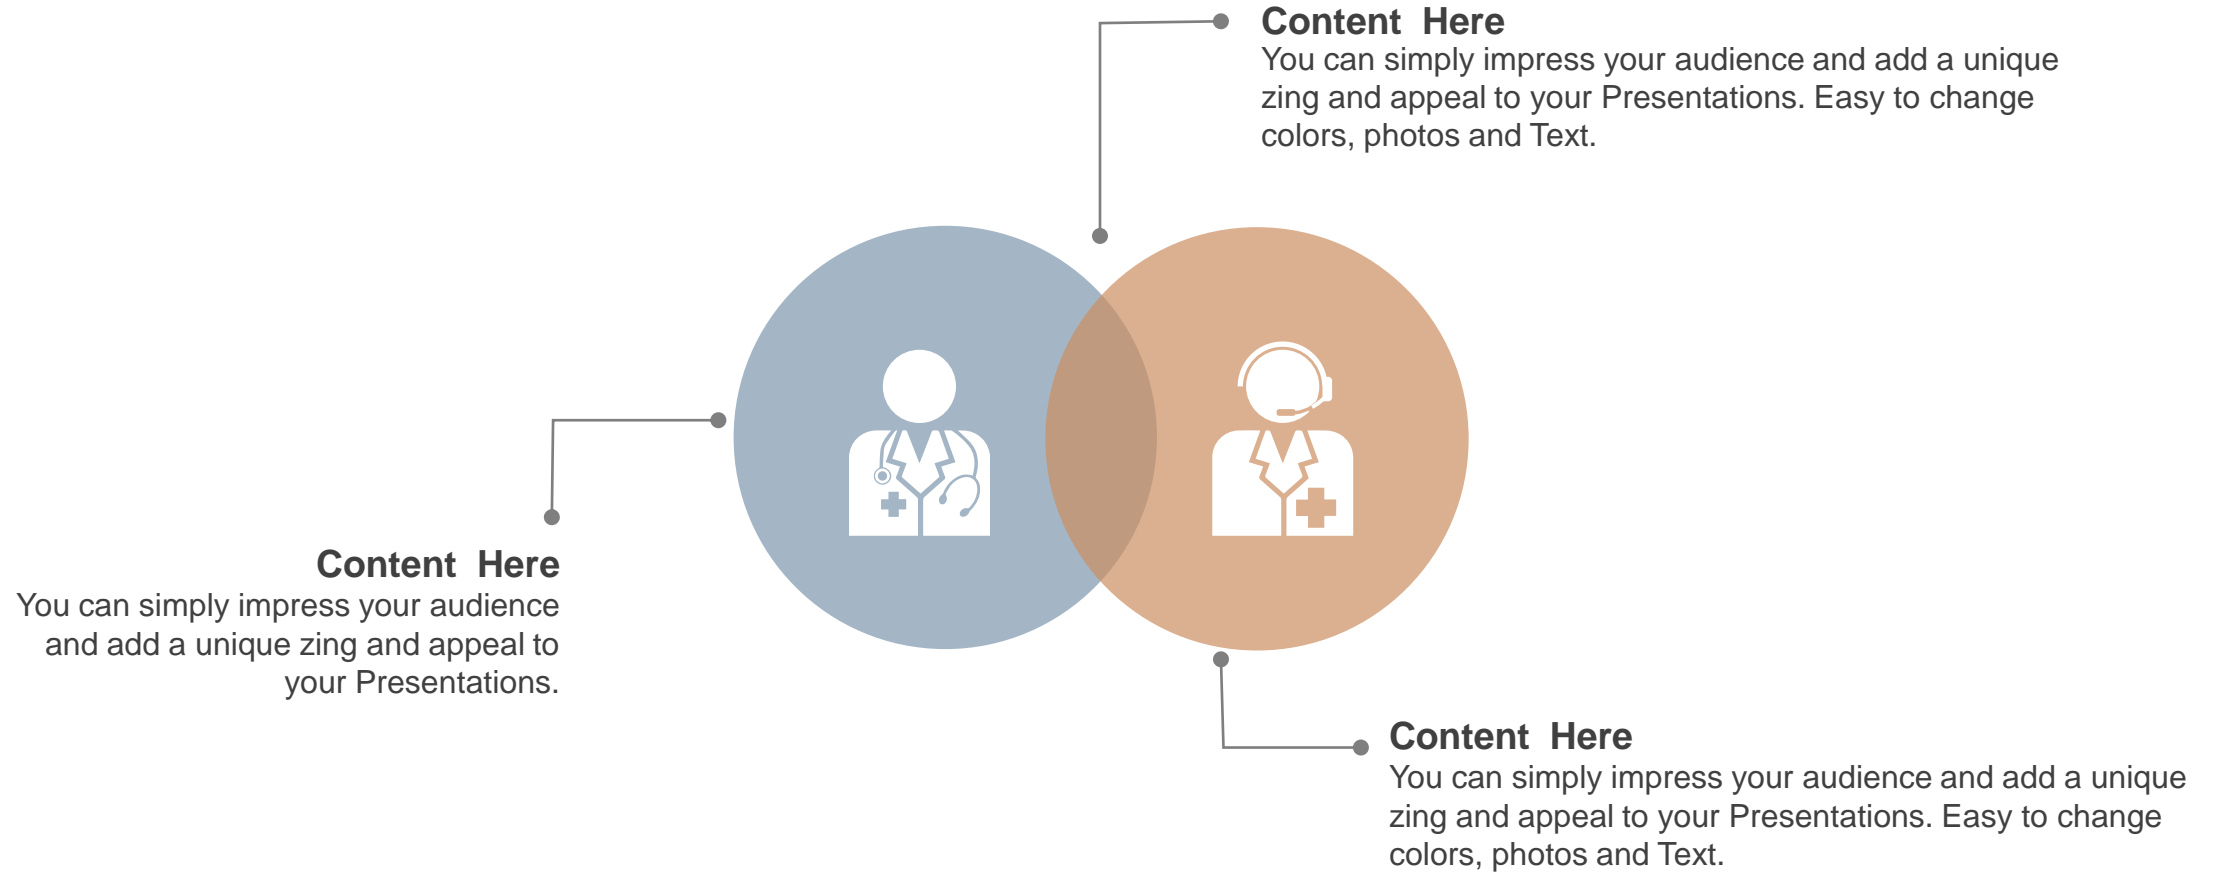 Content Here
You can simply impress your audience and add a unique
zing and appeal to your Presentations. Easy to change
colors, photos and Text.
Content Here
You can simply impress your audience
and add a unique zing and appeal to
your Presentations.
Content Here
You can simply impress your audience and add a unique
zing and appeal to your Presentations. Easy to change
colors, photos and Text.